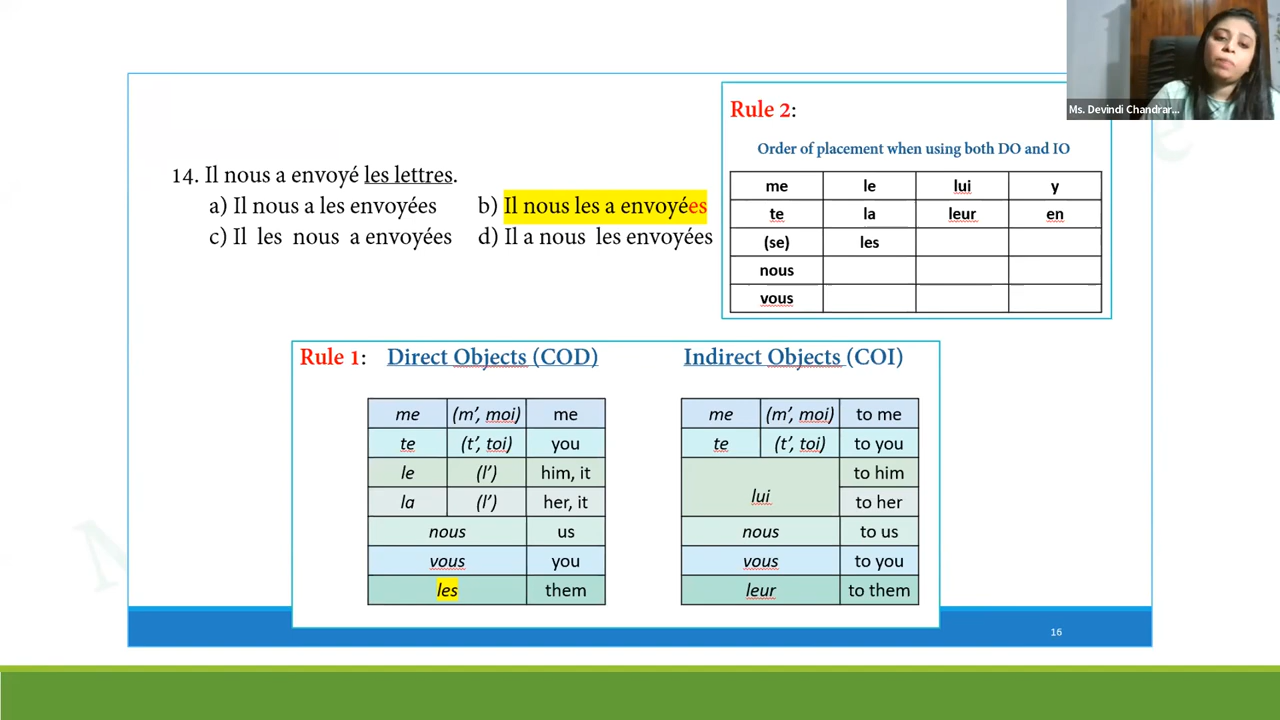 Ms. Devindi Chandrar...
Rule 2:
Order of placement when using both DO and IO
me le lui y
te la leur en
(se) les
nous
vous
14. Il nous a envoyé les lettres.
a) Il nous a les envoyées b) Il nous les a envoyées
c) Il les nous a envoyées d) Il a nous les envoyées
Rule 1: Direct Objects (COD) Indirect Objects (COI)
me (m’, moi) me me (m’, moi) to me
te (t’, toi) you te (t’, toi) to you
le (l’) him, it lui to him
la (l’) her, it to her
nous us nous to us
vous you vous to you
les them leur to them
16